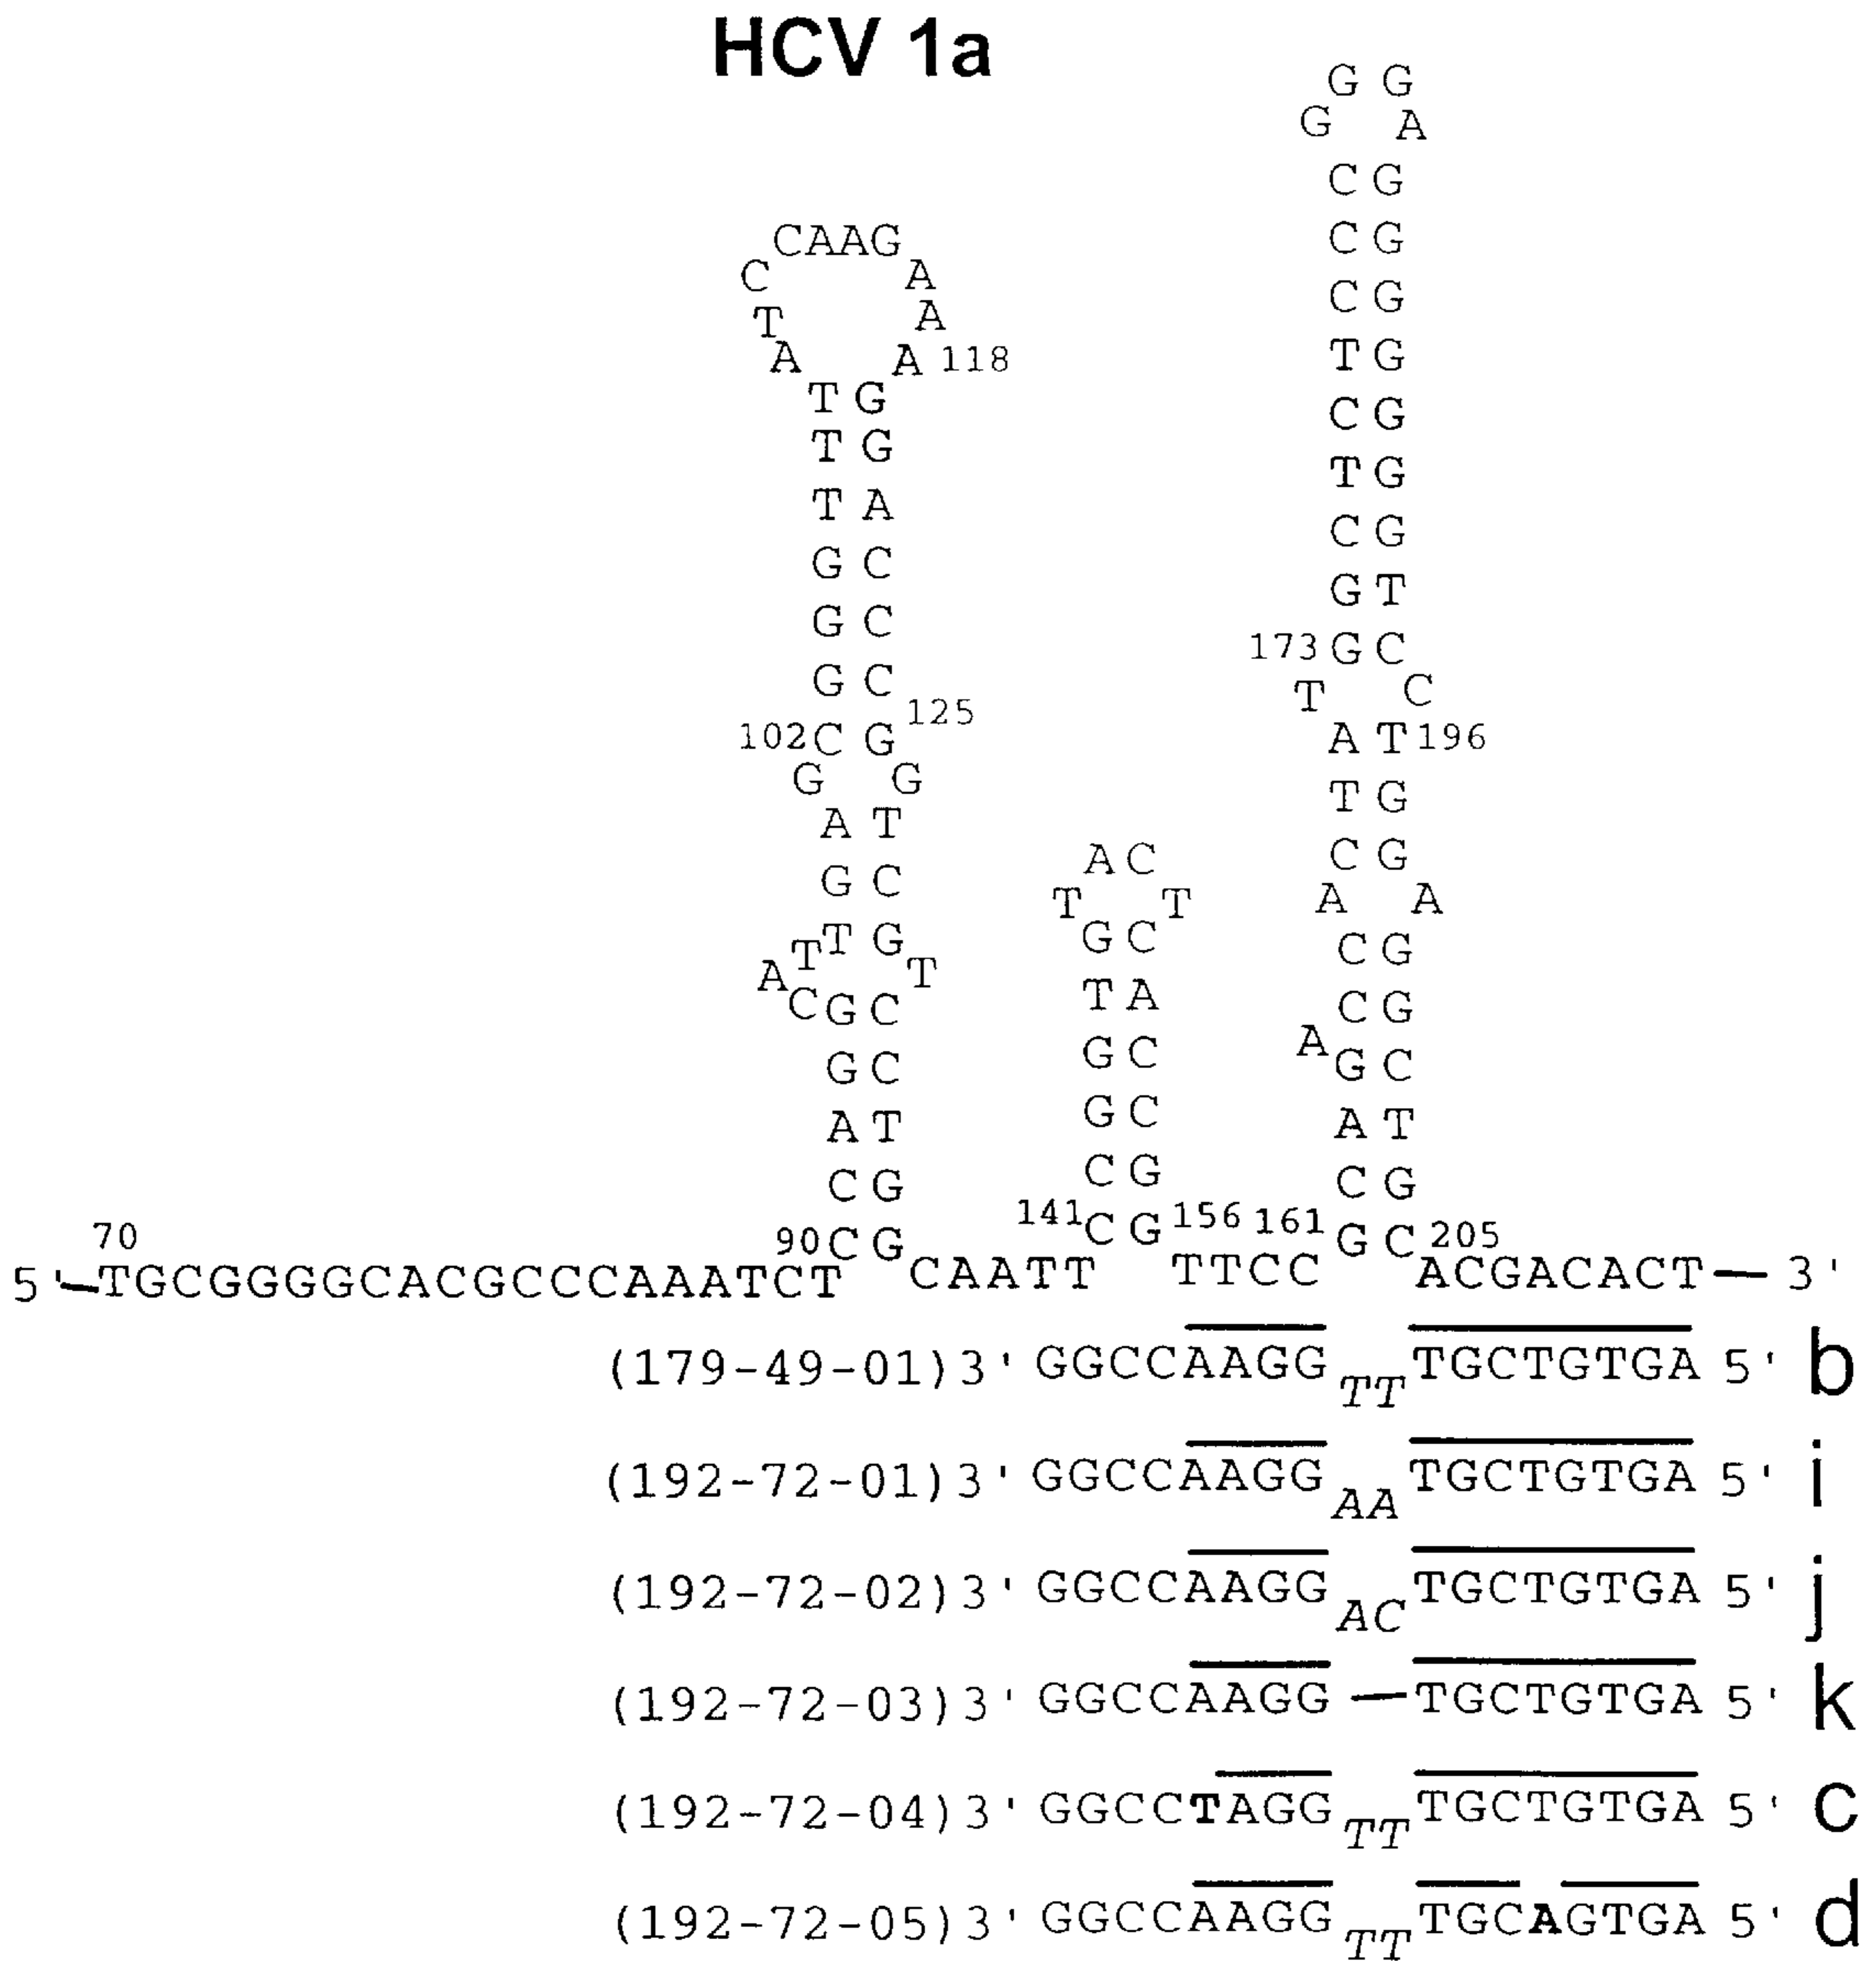 HCV 1a
G G
G A
C G
C G
CAAG
C A
C G
T A
T G
A A 118
T G
C G
T G
T G
T A
C G
G C
G T
G C
173 G C
G C
125
T C
102 C G
A T 196
G G
T G
A T
A C
C G
G C
T T
A A
T T G
G C
C G
A T
C G C
T A
C G
A
G C
G C
G C
A T
G C
A T
C G
C G
C G
70
90 C G
141 C G 156
161 G C 205
5'—TGCGGGGCACGCCCAAATCT
CAATT
TTCC
ACGACACT—3'
(179-49-01)3' GGCCAAGG TT TGCTGTGA 5' b
(192-72-01)3' GGCCAAGG AA TGCTGTGA 5' i
(192-72-02)3' GGCCAAGG AC TGCTGTGA 5' j
(192-72-03)3' GGCCAAGG — TGCTGTGA 5' k
(192-72-04)3' GGCCTAGG TT TGCTGTGA 5' c
(192-72-05)3' GGCCAAGG TT TGCAGTGA 5' d